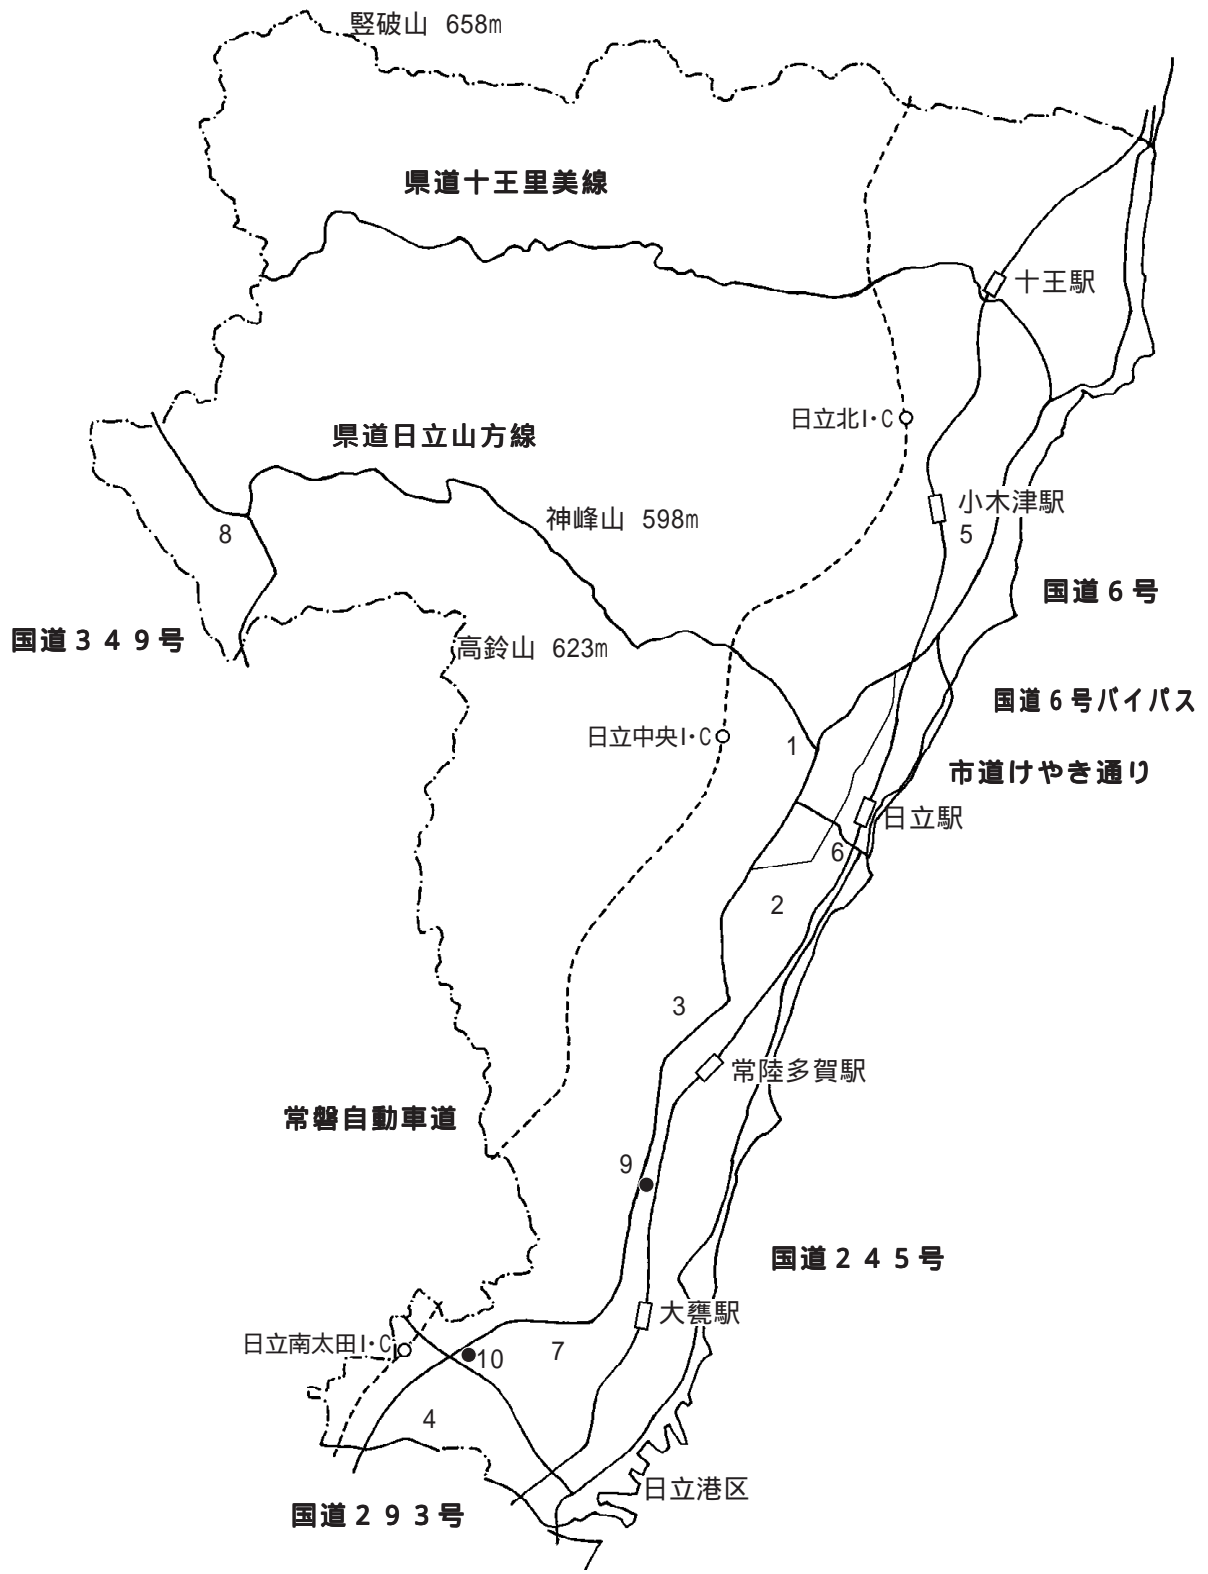 竪破山 658m
県道十王里美線
十王駅
日立北I・C
県道日立山方線
小木津駅
神峰山 598m
8
5
国道６号
国道３４９号
高鈴山 623m
国道６号バイパス
日立中央I・C
1
市道けやき通り
日立駅
6
2
3
常陸多賀駅
常磐自動車道
9
国道２４５号
大甕駅
日立南太田I・C
10
7
4
日立港区
国道２９３号